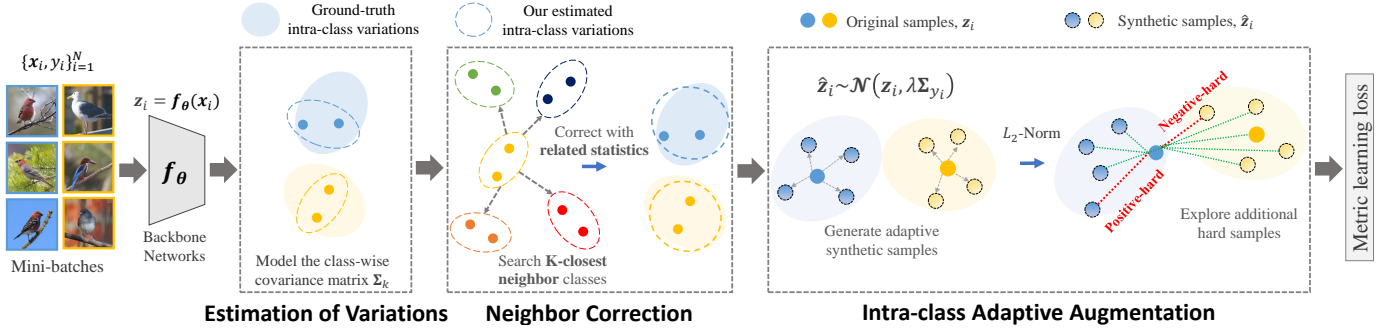 Ground-truth
intra-class variations
Our estimated
intra-class variations
Original samples, z_i
Synthetic samples, ẑ_i
{x_i, y_i}_{i=1}^N
z_i = f_θ(x_i)
f_θ
Mini-batches
Backbone
Networks
Model the class-wise
covariance matrix Σ_k
Estimation of Variations
Correct with
related statistics
Search K-closest
neighbor classes
Neighbor Correction
ẑ_i~N(z_i, λΣ_{y_i})
Generate adaptive
synthetic samples
L_2-Norm
Negative-hard
Positive-hard
Explore additional
hard samples
Intra-class Adaptive Augmentation
Metric learning loss